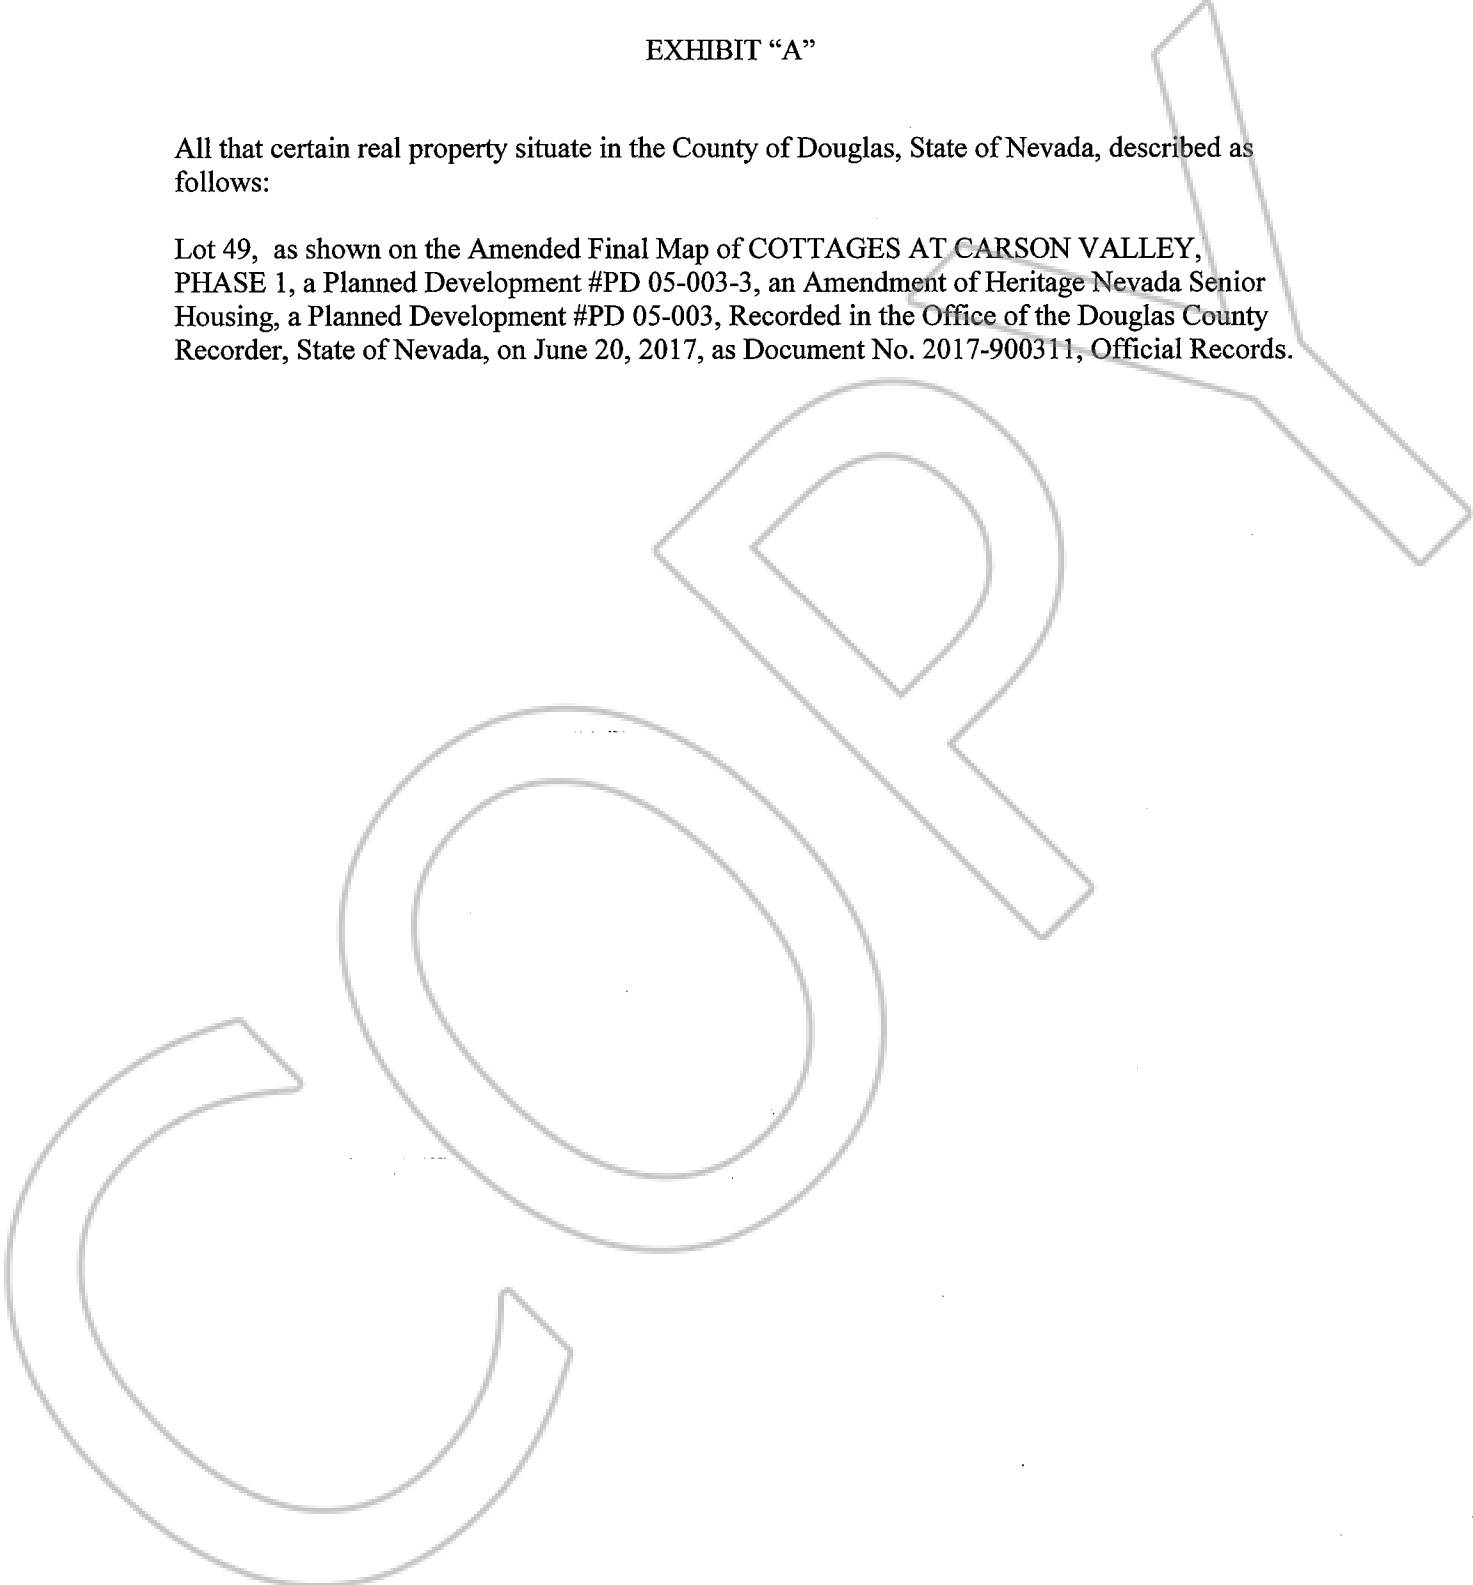 EXHIBIT “A”
All that certain real property situate in the County of Douglas, State of Nevada, described as
follows:
Lot 49,  as shown on the Amended Final Map of COTTAGES AT CARSON VALLEY,
PHASE 1, a Planned Development #PD 05-003-3, an Amendment of Heritage Nevada Senior
Housing, a Planned Development #PD 05-003, Recorded in the Office of the Douglas County
Recorder, State of Nevada, on June 20, 2017, as Document No. 2017-900311, Official Records.
COPY